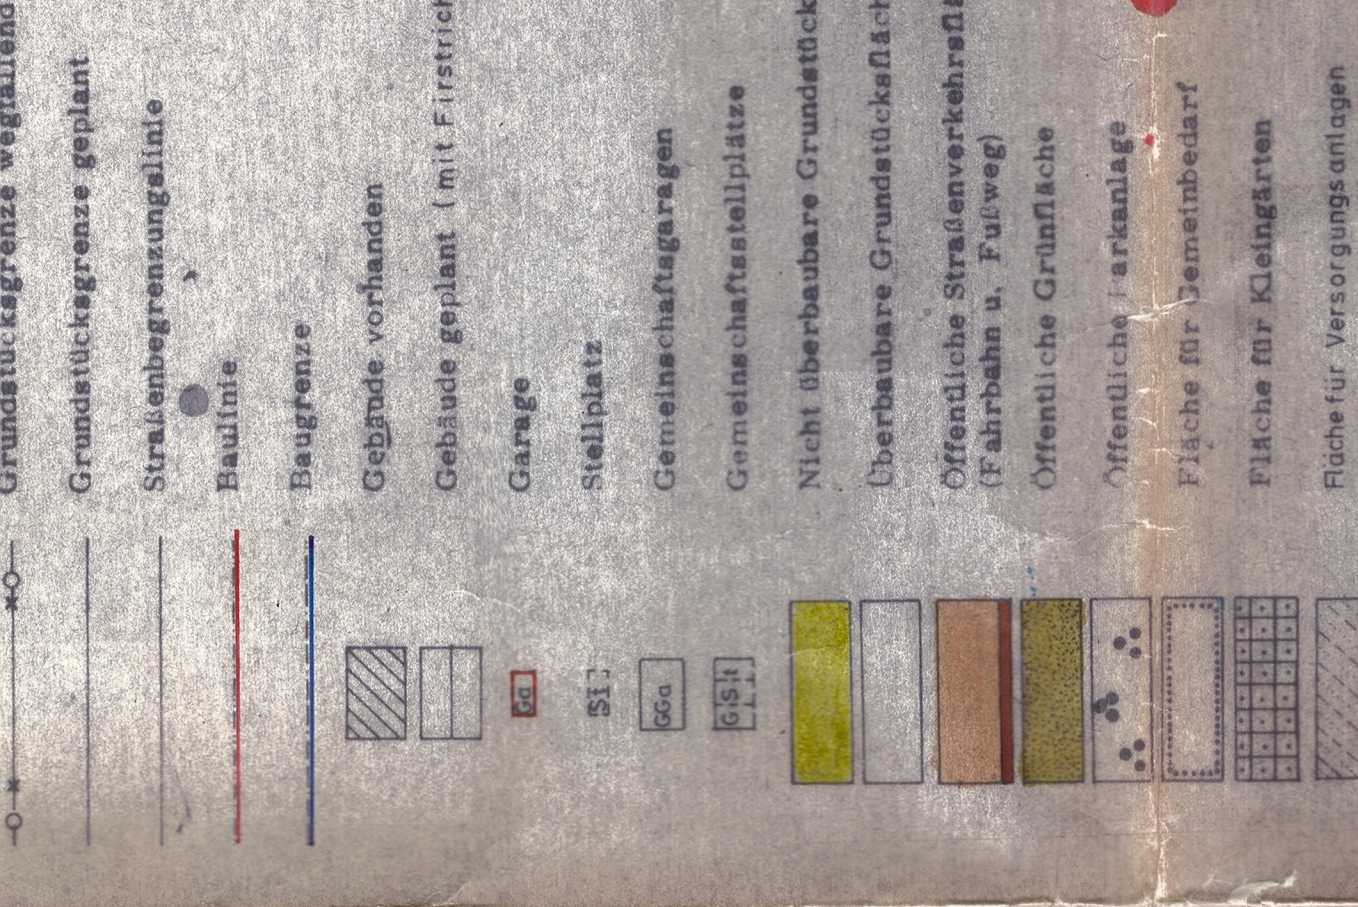 Grundstücksgrenze wegfallend
Grundstücksgrenze geplant
Straßenbegrenzungslinie
Baulinie
Baugrenze
Gebäude vorhanden
Gebäude geplant (mit Firstrich
Ga Garage
St Stellplatz
GGa Gemeinschaftsgaragen
GSt Gemeinschaftsstellplätze
Nicht überbaubare Grundstück
Überbaubare Grundstücksfläch
Öffentliche Straßenverkehrsflä
(Fahrbahn u. Fußweg)
Öffentliche Grünfläche
Öffentliche Parkanlage
Fläche für Gemeinbedarf
Fläche für Kleingärten
Fläche für Versorgungsanlagen